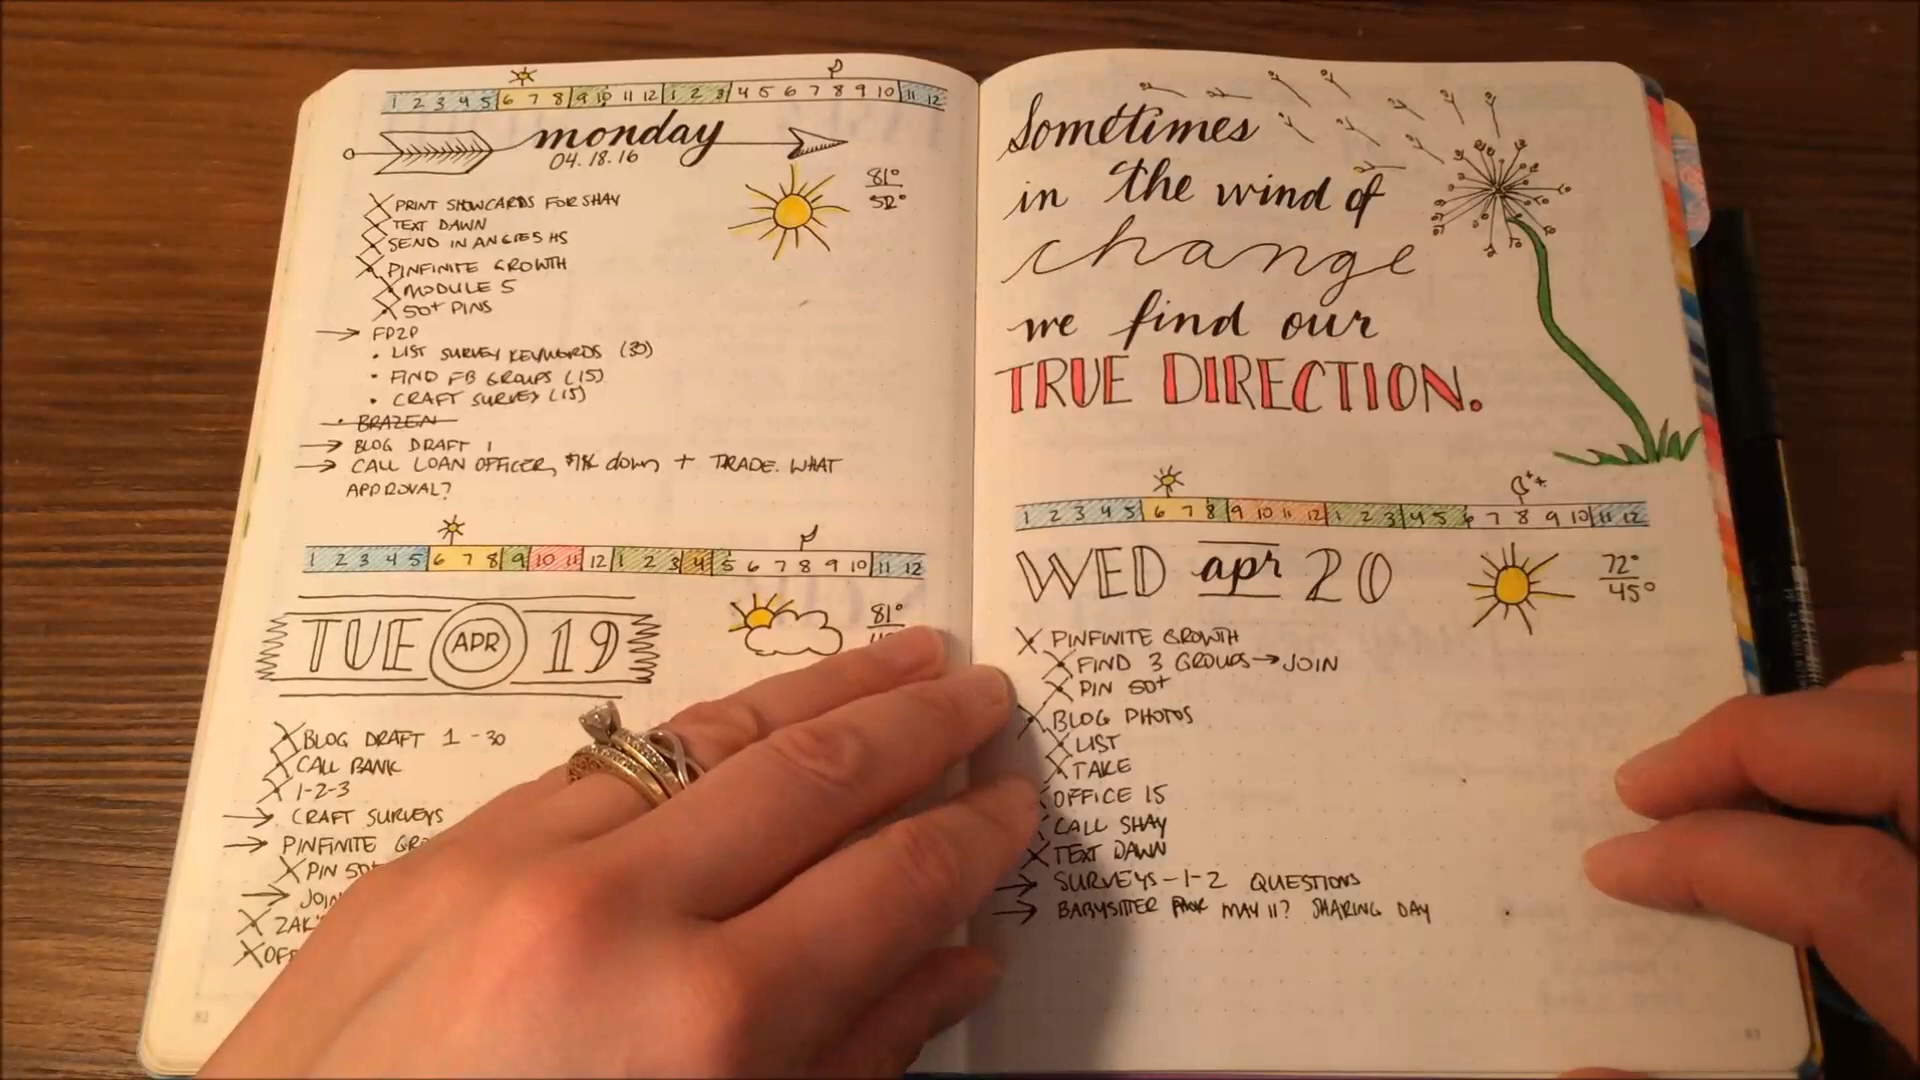 1 2 3 4 5 6 7 8 9 10 11 12 1 2 3 4 5 6 7 8 9 10 11 12
monday
04.18.16
81°
52°
PRINT SHOWCARDS FOR SHAY
TEXT DAWN
SEND IN ANGIES HS
PINFINITE GROWTH
MODULE 5
50+ PINS
→ FP2P
• LIST SURVEY KEYWORDS (30)
• FIND FB GROUPS (15)
• CRAFT SURVEY (15)
• BRAZEN
→ BLOG DRAFT 1
→ CALL LOAN OFFICER, down + TRADE. WHAT
APPROVAL?
1 2 3 4 5 6 7 8 9 10 11 12 1 2 3 4 5 6 7 8 9 10 11 12
TUE APR 19
81°
BLOG DRAFT 1 - 30
CALL BANK
1-2-3
→ CRAFT SURVEYS
→ PINFINITE
PIN 50+
→ JOIN
Sometimes
in the wind of
change
we find our
TRUE DIRECTION.
1 2 3 4 5 6 7 8 9 10 11 12 1 2 3 4 5 6 7 8 9 10 11 12
WED apr 20
72°
45°
PINFINITE GROWTH
FIND 3 GROUPS → JOIN
PIN 50+
BLOG PHOTOS
LIST
TAKE
OFFICE 15
CALL SHAY
TEXT DAWN
→ SURVEYS - 1-2 QUESTIONS
→ BABYSITTER MAY 11? SHARING DAY